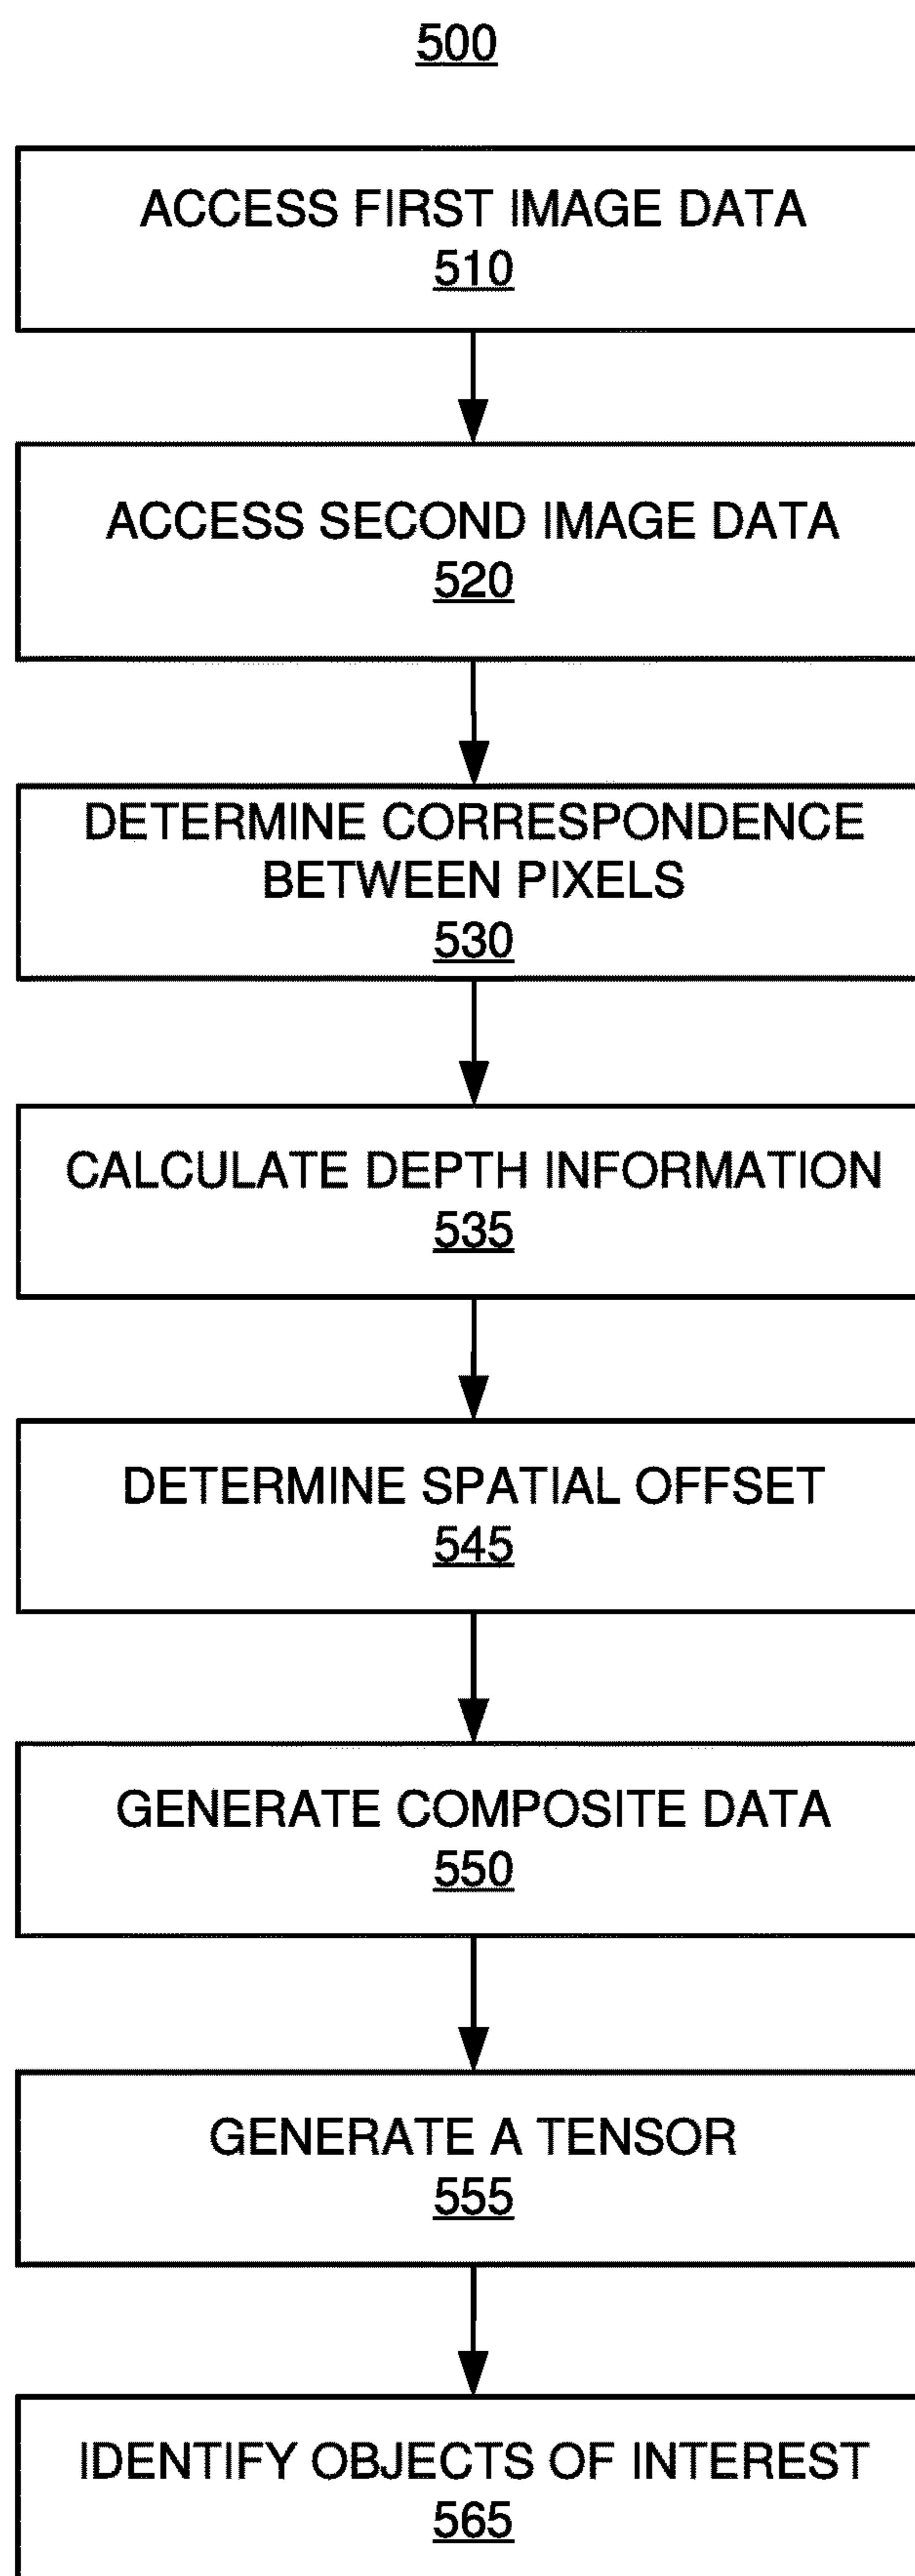 500
ACCESS FIRST IMAGE DATA
510
ACCESS SECOND IMAGE DATA
520
DETERMINE CORRESPONDENCE
BETWEEN PIXELS
530
CALCULATE DEPTH INFORMATION
535
DETERMINE SPATIAL OFFSET
545
GENERATE COMPOSITE DATA
550
GENERATE A TENSOR
555
IDENTIFY OBJECTS OF INTEREST
565